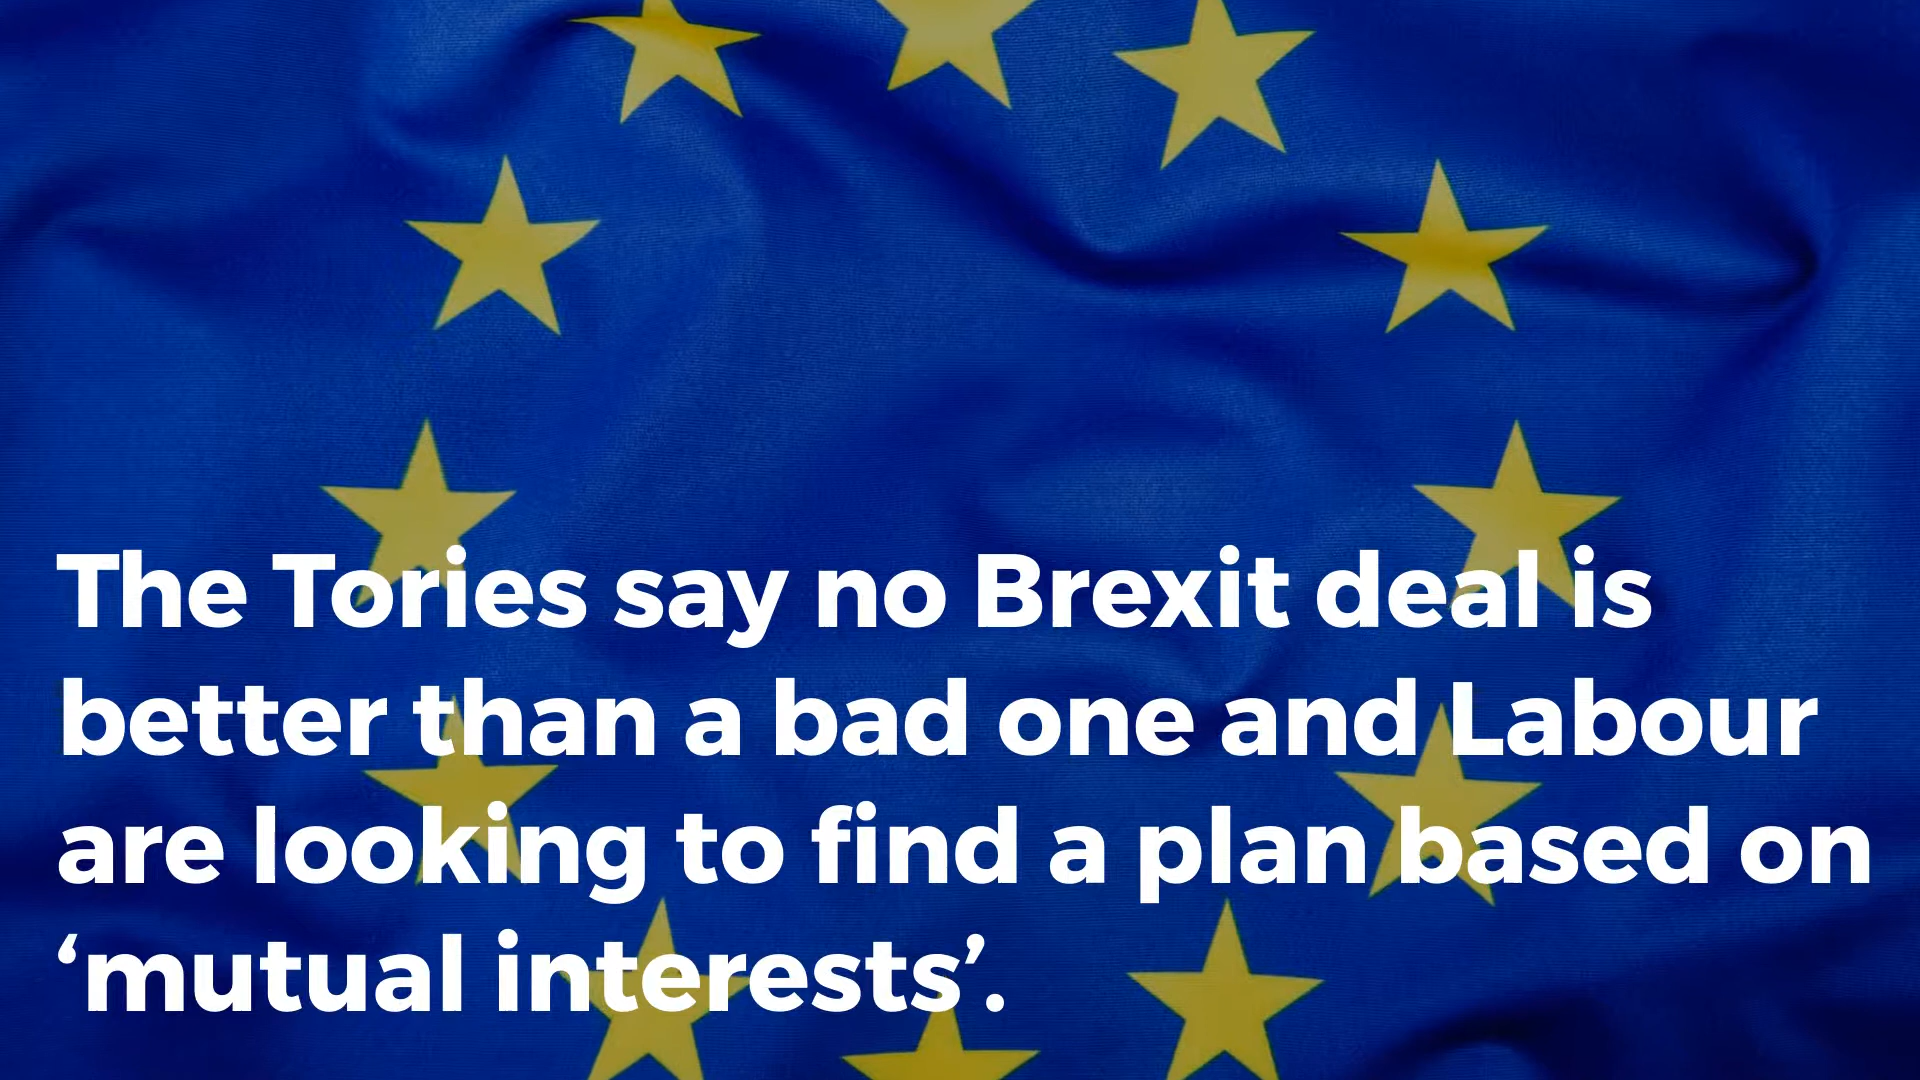 The Tories say no Brexit deal is
better than a bad one and Labour
are looking to find a plan based on
‘mutual interests’.